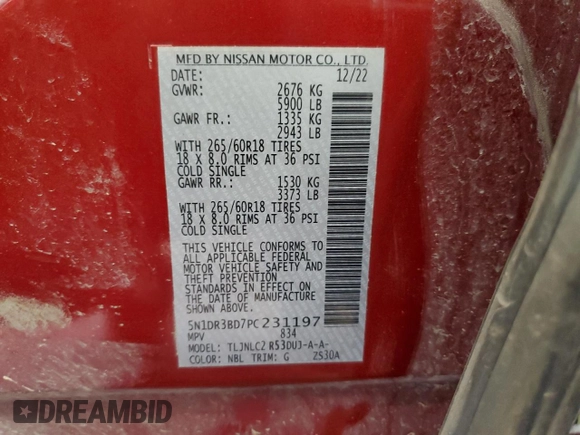 MFD BY NISSAN MOTOR CO., LTD.
DATE: 12/22
GVWR: 2676 KG
5900 LB
GAWR FR.: 1335 KG
2943 LB
WITH 265/60R18 TIRES
18 X 8.0 RIMS AT 36 PSI
COLD SINGLE
GAWR RR.: 1530 KG
3373 LB
WITH 265/60R18 TIRES
18 X 8.0 RIMS AT 36 PSI
COLD SINGLE
THIS VEHICLE CONFORMS TO
ALL APPLICABLE FEDERAL
MOTOR VEHICLE SAFETY AND
THEFT PREVENTION
STANDARDS IN EFFECT ON
THE DATE OF MANUFACTURE
SHOWN ABOVE.
5N1DR3BD7PC231197
MPV 834
MODEL: TLJNLC2 R53DUJ-A-A-
COLOR: NBL TRIM: G ZS30A
TLDAUTO.COM